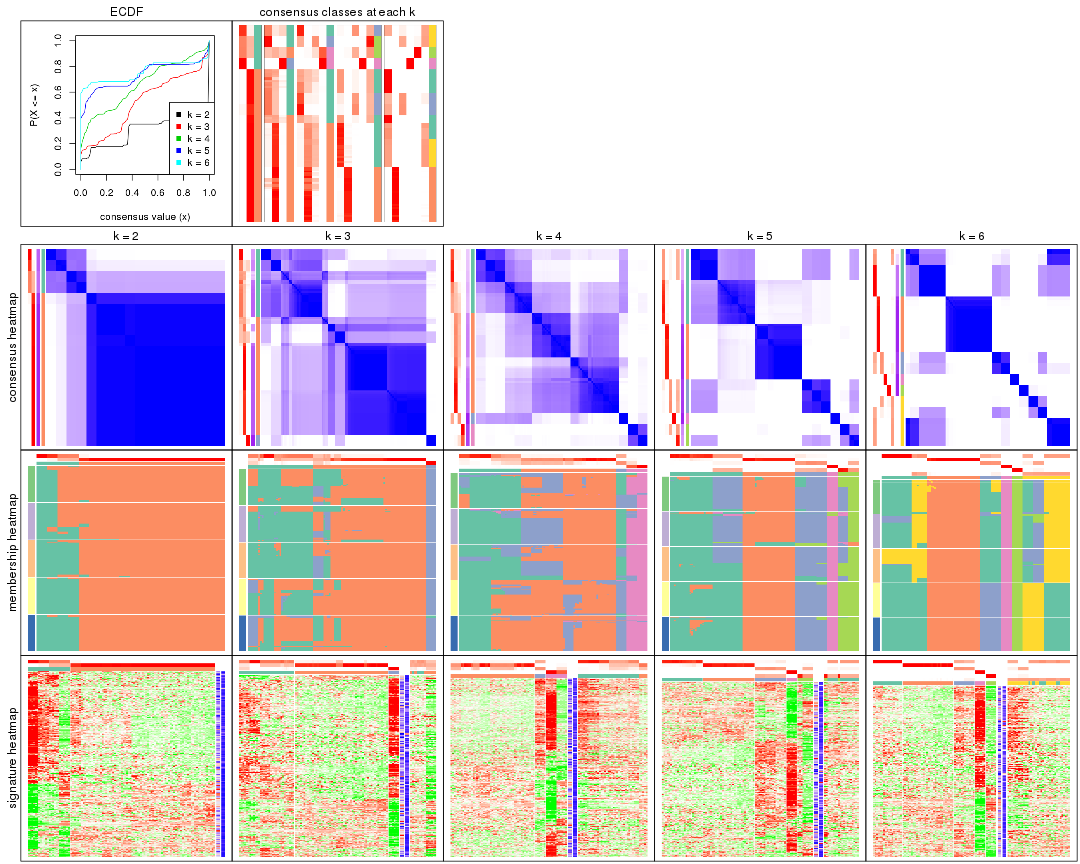 ECDF
consensus classes at each k
P(X <= x)
0.0 0.2 0.4 0.6 0.8 1.0
k = 2
k = 3
k = 4
k = 5
k = 6
0.0 0.2 0.4 0.6 0.8 1.0
consensus value (x)
k = 2
k = 3
k = 4
k = 5
k = 6
consensus heatmap
membership heatmap
signature heatmap